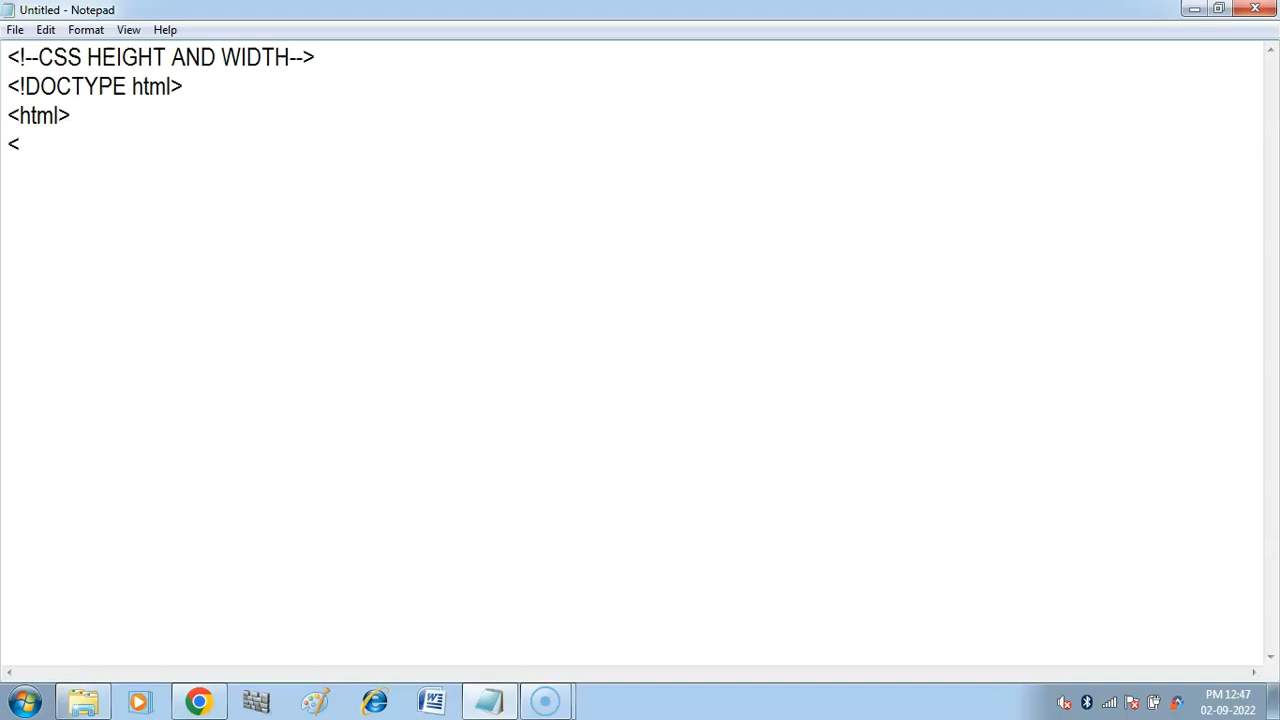 Untitled - Notepad
File Edit Format View Help
<!--CSS HEIGHT AND WIDTH-->
<!DOCTYPE html>
<html>
<
PM 12:47
02-09-2022